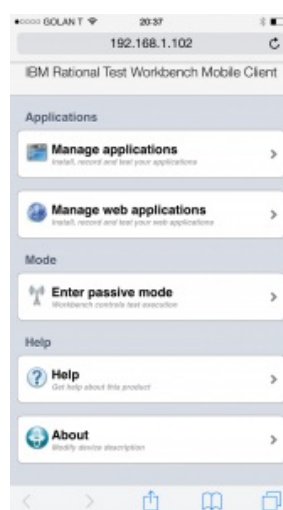 GOLAN T 20:37
192.168.1.102
IBM Rational Test Workbench Mobile Client
Applications
Manage applications
Install, record and test your applications
Manage web applications
Install, record and test your web applications
Mode
Enter passive mode
Workbench controls test execution
Help
Help
Get help about this product
About
Modify device description